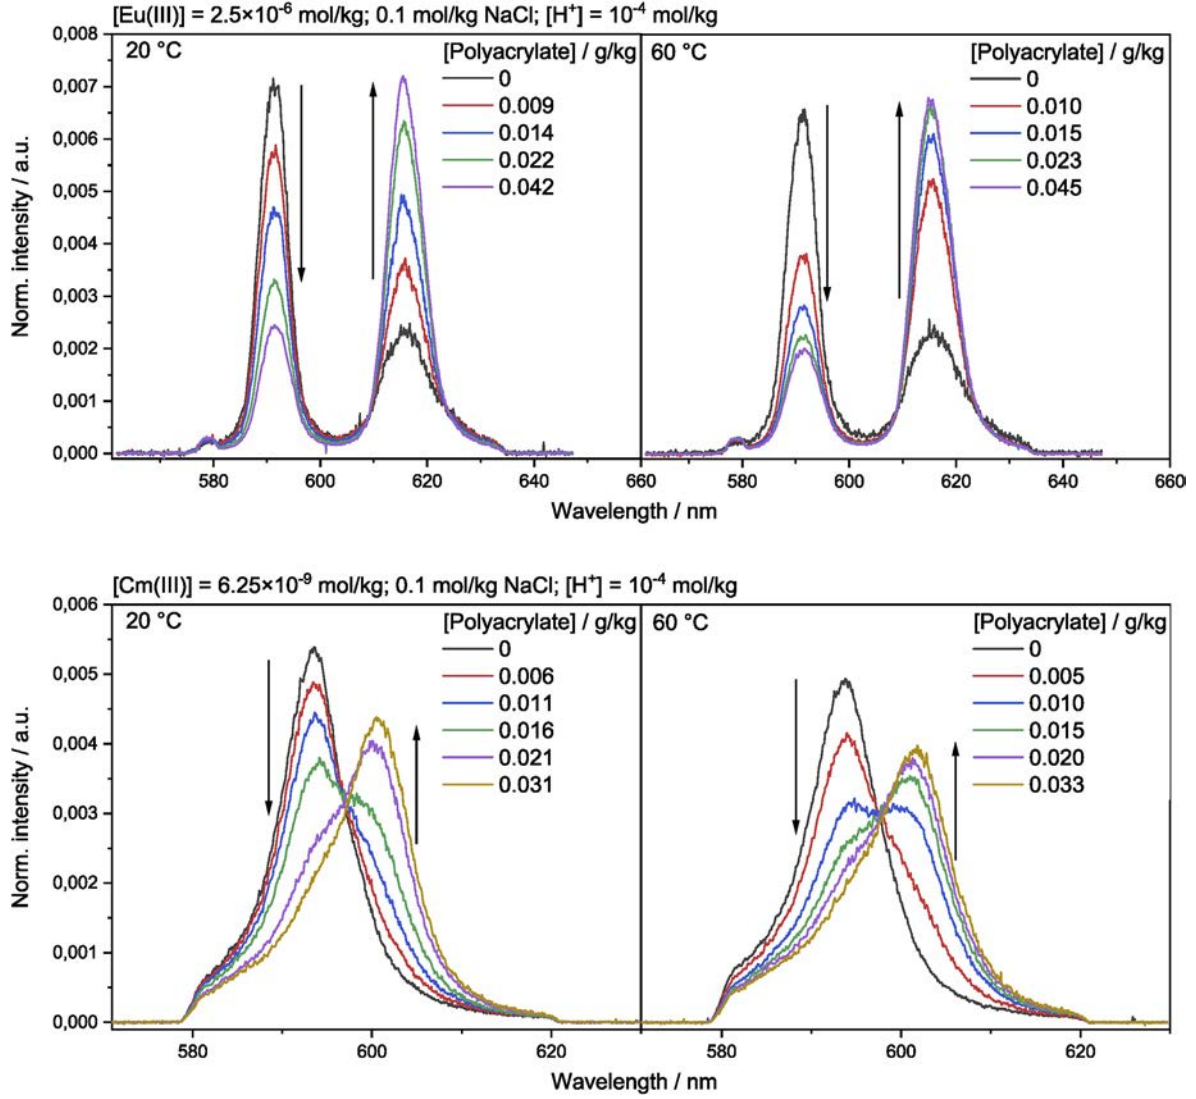 [Eu(III)] = 2.5×10⁻⁶ mol/kg; 0.1 mol/kg NaCl; [H⁺] = 10⁻⁴ mol/kg
0,008
0,007
0,006
0,005
0,004
0,003
0,002
0,001
0,000
Norm. intensity / a.u.
20 °C
[Polyacrylate] / g/kg
0
0.009
0.014
0.022
0.042
60 °C
[Polyacrylate] / g/kg
0
0.010
0.015
0.023
0.045
580 600 620 640 660
580 600 620 640 660
Wavelength / nm
Wavelength / nm
[Cm(III)] = 6.25×10⁻⁹ mol/kg; 0.1 mol/kg NaCl; [H⁺] = 10⁻⁴ mol/kg
0,006
0,005
0,004
0,003
0,002
0,001
0,000
Norm. intensity / a.u.
20 °C
[Polyacrylate] / g/kg
0
0.006
0.011
0.016
0.021
0.031
60 °C
[Polyacrylate] / g/kg
0
0.005
0.010
0.015
0.020
0.033
580 600 620
580 600 620
Wavelength / nm
Wavelength / nm